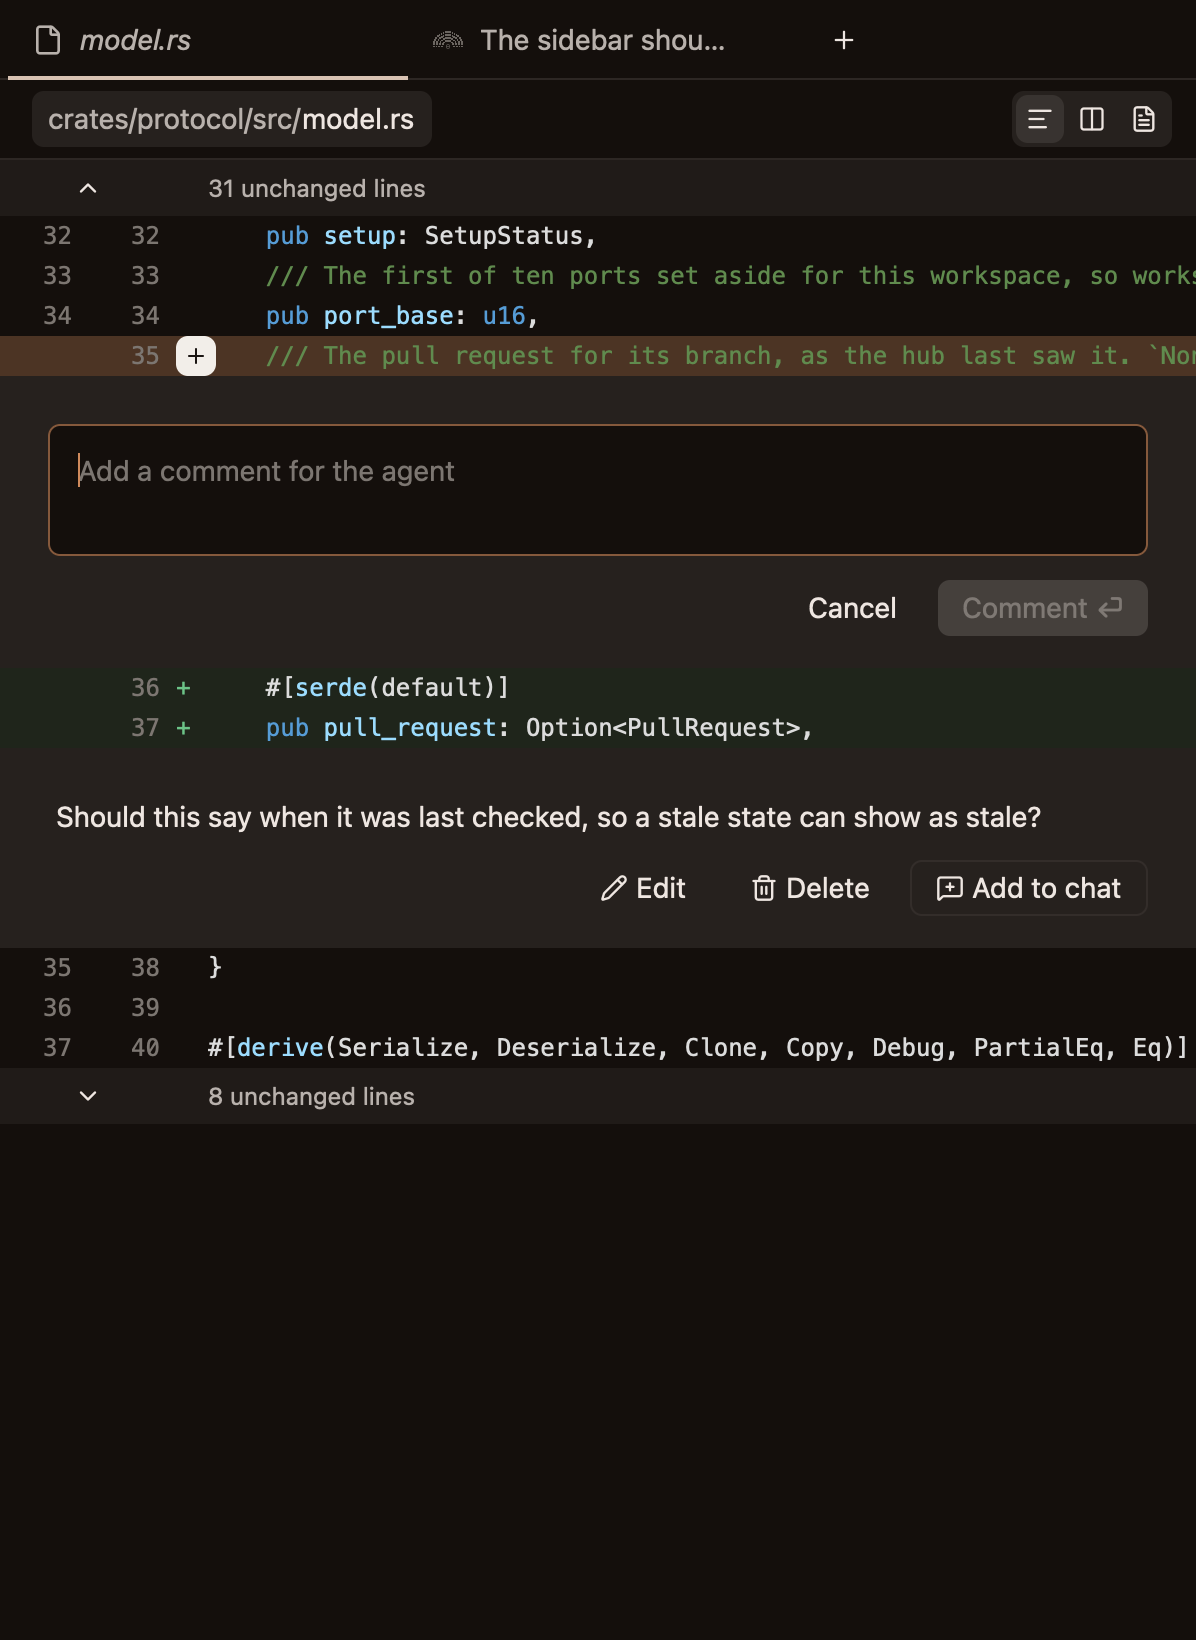 model.rs
The sidebar shou...
crates/protocol/src/model.rs
31 unchanged lines
32 32 pub setup: SetupStatus,
33 33 /// The first of ten ports set aside for this workspace, so works
34 34 pub port_base: u16,
35 + /// The pull request for its branch, as the hub last saw it. `Non
Add a comment for the agent
Cancel
Comment
36 + #[serde(default)]
37 + pub pull_request: Option<PullRequest>,
Should this say when it was last checked, so a stale state can show as stale?
Edit
Delete
Add to chat
35 38 }
36 39
37 40 #[derive(Serialize, Deserialize, Clone, Copy, Debug, PartialEq, Eq)]
8 unchanged lines